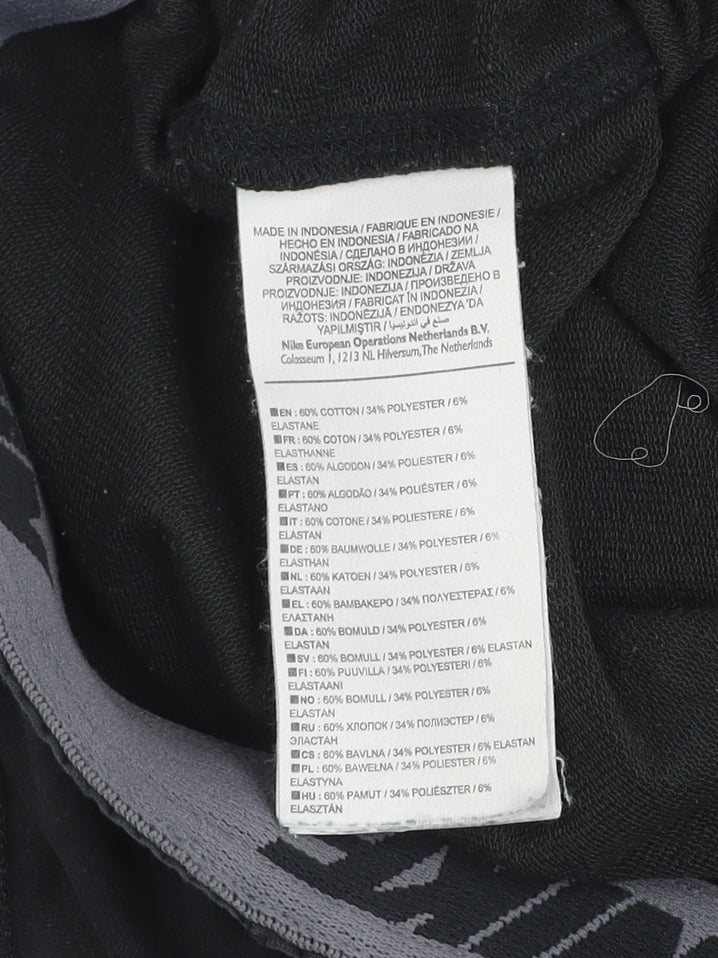 MADE IN INDONESIA / FABRIQUE EN INDONESIE /
HECHO EN INDONESIA / FABRICADO NA
INDONÉSIA / СДЕЛАНО В ИНДОНЕЗИИ /
SZÁRMAZÁSI ORSZÁG: INDONÉZIA / ZEMLJA
PROIZVODNJE: INDONEZIJA / DRŽAVA
PROIZVODNJE: INDONEZIJA / ПРОИЗВЕДЕНО В
ИНДОНЕЗИЯ / FABRICAT ÎN INDONEZIA /
RAŽOTS: INDONĒZIJĀ / ENDONEZYA 'DA
YAPILMIŞTIR / صنع في اندونيسيا
Nike European Operations Netherlands B.V.
Colosseum 1, 1213 NL Hilversum, The Netherlands
EN : 60% COTTON / 34% POLYESTER / 6%
ELASTANE
FR : 60% COTON / 34% POLYESTER / 6%
ELASTHANNE
ES : 60% ALGODON / 34% POLIESTER / 6%
ELASTAN
PT : 60% ALGODÃO / 34% POLIÉSTER / 6%
ELASTANO
IT : 60% COTONE / 34% POLIESTERE / 6%
ELASTAN
DE : 60% BAUMWOLLE / 34% POLYESTER / 6%
ELASTHAN
NL : 60% KATOEN / 34% POLYESTER / 6%
ELASTAAN
EL : 60% ΒΑΜΒΑΚΕΡΟ / 34% ΠΟΛΥΕΣΤΕΡΑΣ / 6%
ΕΛΑΣΤΑΝΗ
DA : 60% BOMULD / 34% POLYESTER / 6%
ELASTAN
SV : 60% BOMULL / 34% POLYESTER / 6% ELASTAN
FI : 60% PUUVILLA / 34% POLYESTER / 6%
ELASTAANI
NO : 60% BOMULL / 34% POLYESTER / 6%
ELASTAN
RU : 60% ХЛОПОК / 34% ПОЛИЭСТЕР / 6%
ЭЛАСТАН
CS : 60% BAVLNA / 34% POLYESTER / 6% ELASTAN
PL : 60% BAWEŁNA / 34% POLYESTER / 6%
ELASTYNA
HU : 60% PAMUT / 34% POLIÉSZTER / 6%
ELASZTÁN